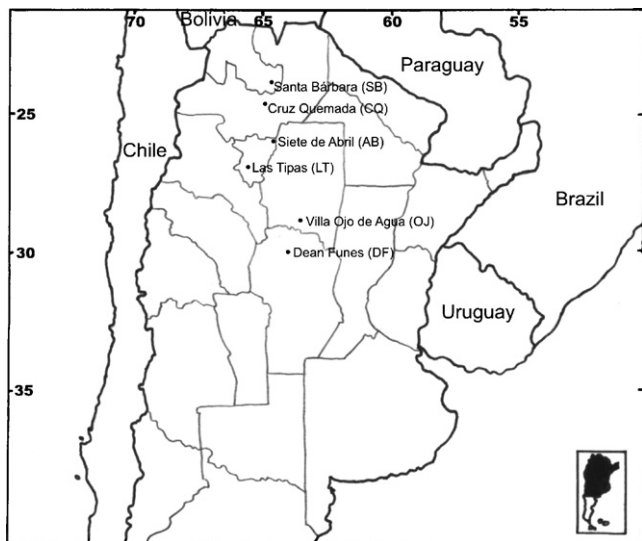 70 65 60 55
Bolivia
Paraguay
Santa Bárbara (SB)
25
Cruz Quemada (CQ)
Chile
Siete de Abril (AB)
Las Tipas (LT)
Brazil
Villa Ojo de Agua (OJ)
30
Dean Funes (DF)
Uruguay
35